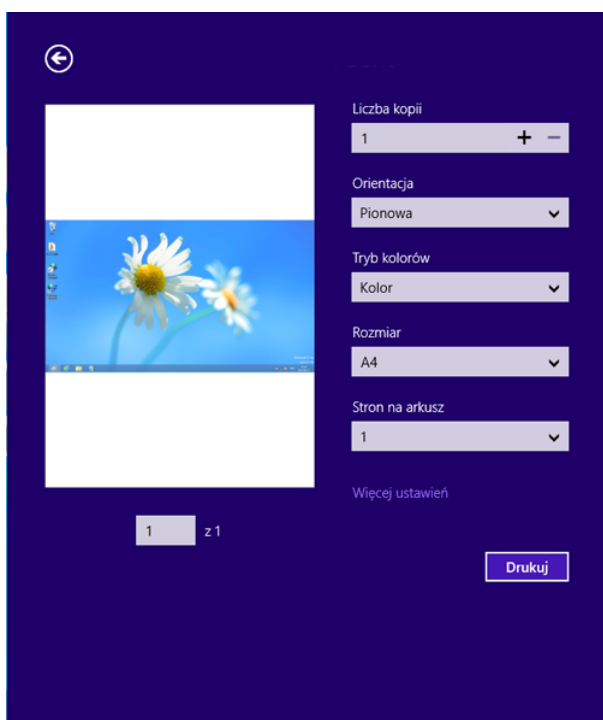 Liczba kopii
1
Orientacja
Pionowa
Tryb kolorów
Kolor
Rozmiar
A4
Stron na arkusz
1
Więcej ustawień
1 z 1
Drukuj